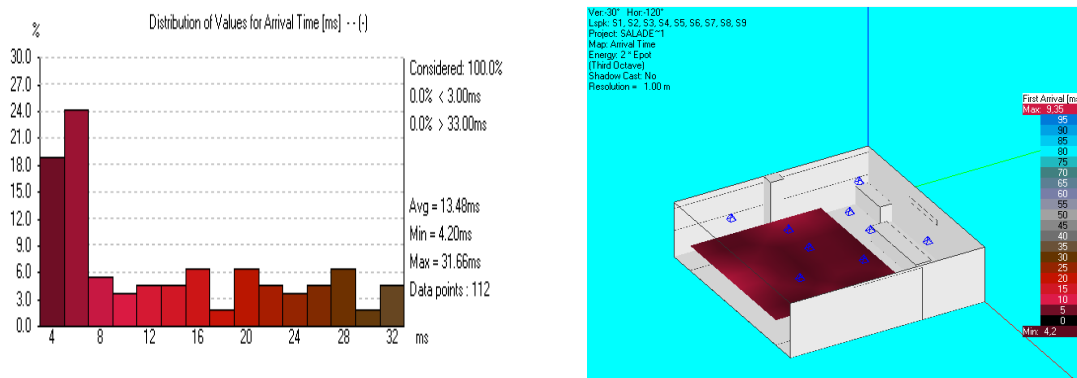 Distribution of Values for Arrival Time [ms]  - - (-)
%
30.0
27.0
24.0
21.0
18.0
15.0
12.0
9.0
6.0
3.0
0.0
4 8 12 16 20 24 28 32 ms
Considered: 100.0%
0.0% < 3.00ms
0.0% > 33.00ms
Avg = 13.48ms
Min = 4.20ms
Max = 31.66ms
Data points : 112
Ver:-30° Hor:-120°
Lspk: S1, S2, S3, S4, S5, S6, S7, S8, S9
Project: SALADE~1
Map: Arrival Time
Energy: 2 * Epot
(Third Octave)
Shadow Cast: No
Resolution = 1.00 m
First Arrival [ms
Max: 9,35
95
90
85
80
75
70
65
60
55
50
45
40
35
30
25
20
15
10
5
0
Min: 4,2